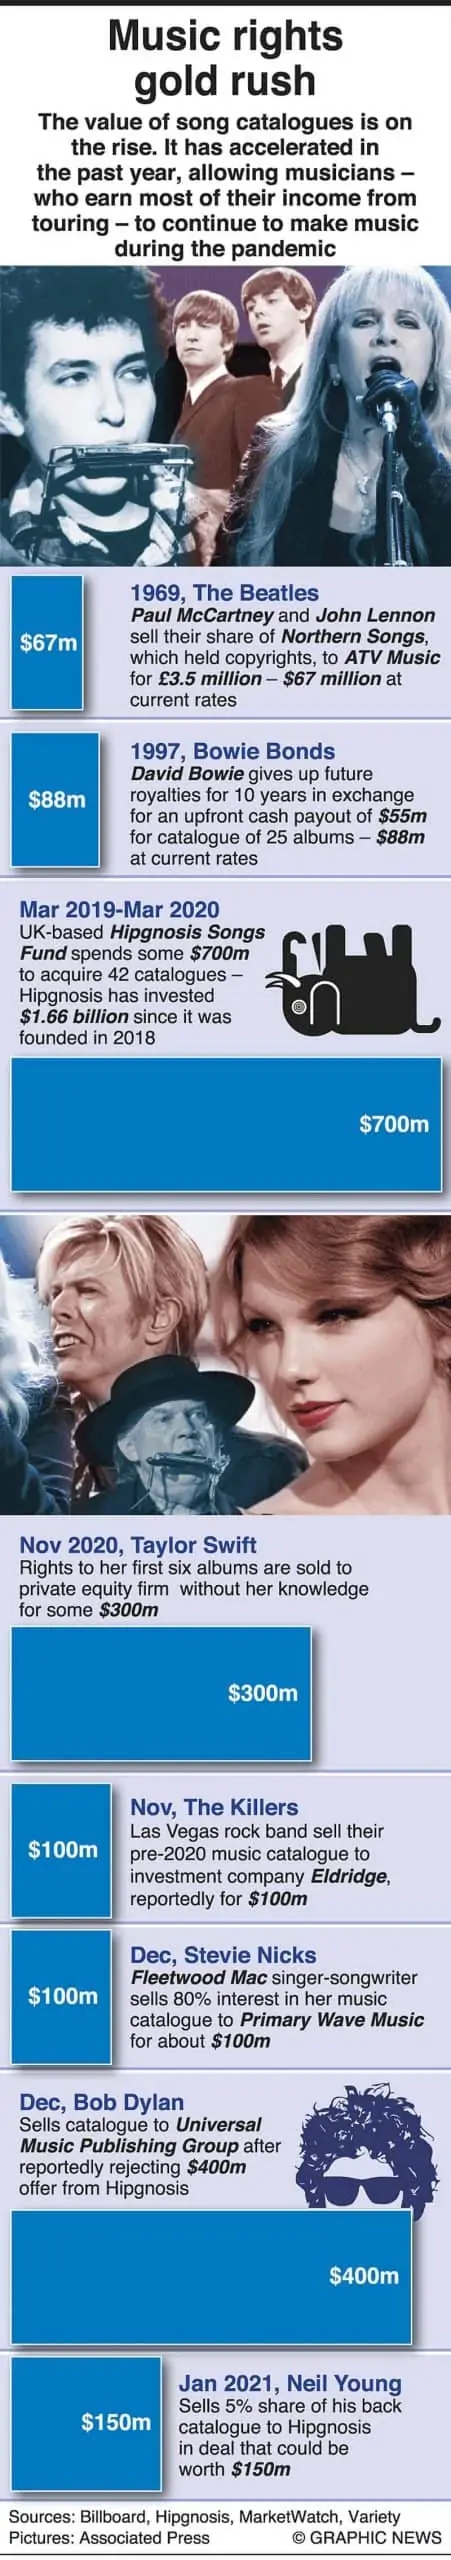 Music rights
gold rush
The value of song catalogues is on
the rise. It has accelerated in
the past year, allowing musicians –
who earn most of their income from
touring – to continue to make music
during the pandemic
$67m
1969, The Beatles
Paul McCartney and John Lennon
sell their share of Northern Songs,
which held copyrights, to ATV Music
for £3.5 million – $67 million at
current rates
$88m
1997, Bowie Bonds
David Bowie gives up future
royalties for 10 years in exchange
for an upfront cash payout of $55m
for catalogue of 25 albums – $88m
at current rates
Mar 2019-Mar 2020
UK-based Hipgnosis Songs
Fund spends some $700m
to acquire 42 catalogues –
Hipgnosis has invested
$1.66 billion since it was
founded in 2018
$700m
Nov 2020, Taylor Swift
Rights to her first six albums are sold to
private equity firm without her knowledge
for some $300m
$300m
$100m
Nov, The Killers
Las Vegas rock band sell their
pre-2020 music catalogue to
investment company Eldridge,
reportedly for $100m
$100m
Dec, Stevie Nicks
Fleetwood Mac singer-songwriter
sells 80% interest in her music
catalogue to Primary Wave Music
for about $100m
Dec, Bob Dylan
Sells catalogue to Universal
Music Publishing Group after
reportedly rejecting $400m
offer from Hipgnosis
$400m
$150m
Jan 2021, Neil Young
Sells 5% share of his back
catalogue to Hipgnosis
in deal that could be
worth $150m
Sources: Billboard, Hipgnosis, MarketWatch, Variety
Pictures: Associated Press
© GRAPHIC NEWS